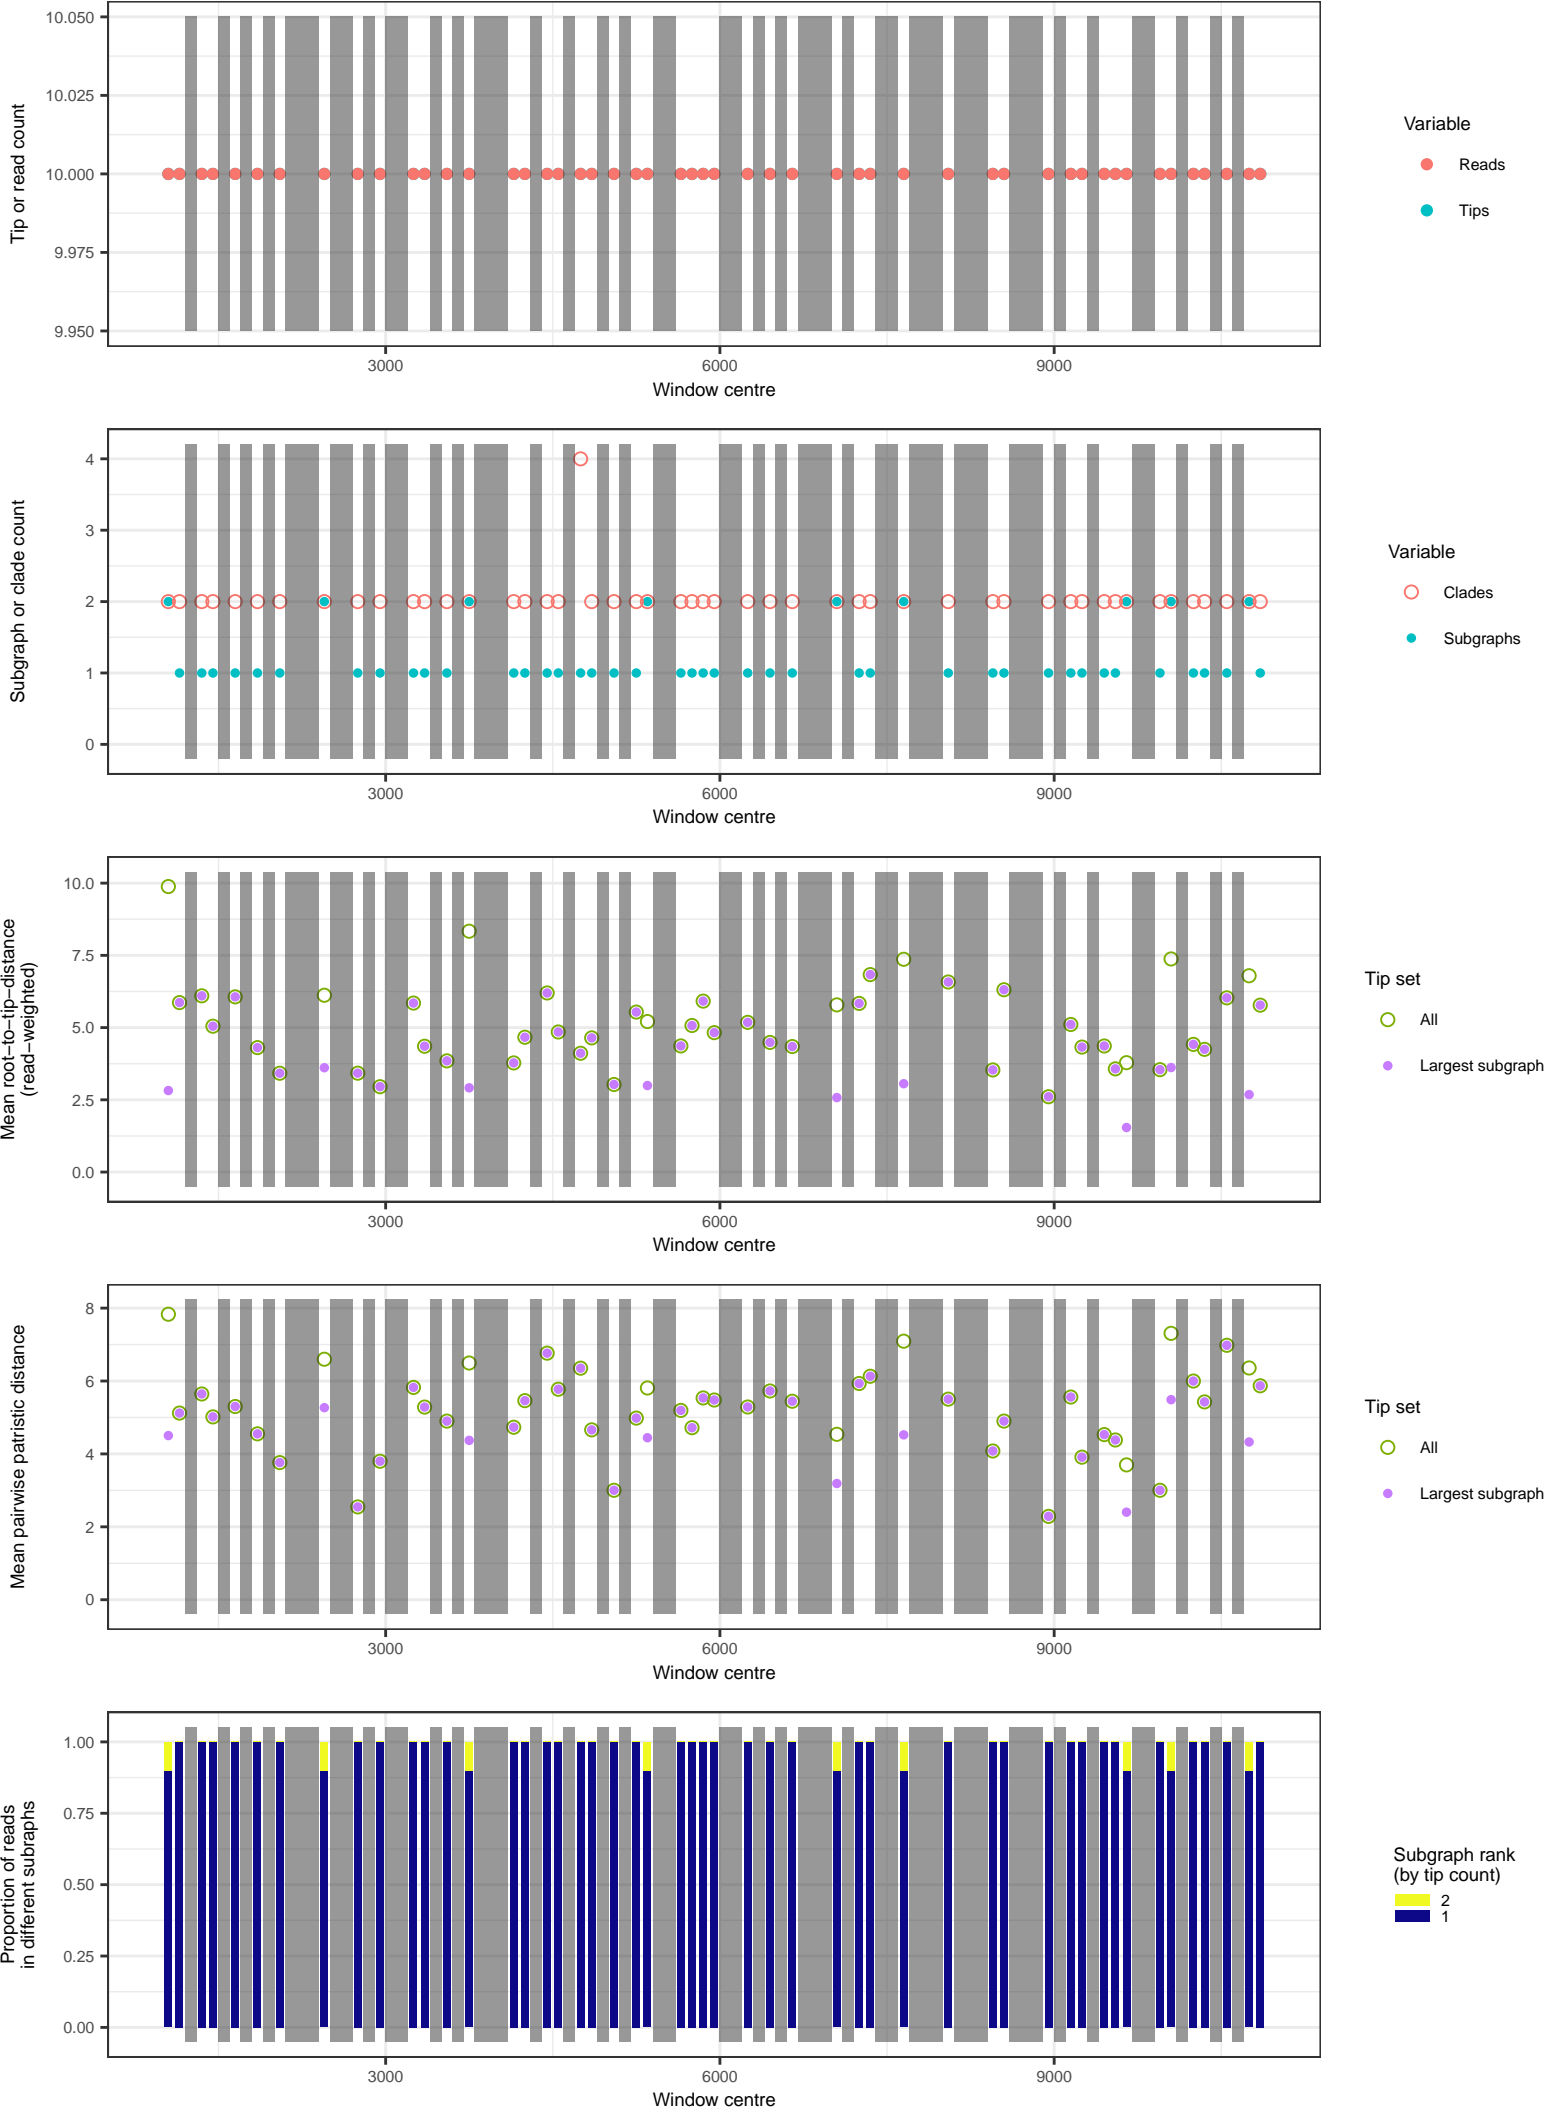 10.050
10.025
10.000
9.975
9.950
Tip or read count
3000
6000
9000
Window centre
Variable
Reads
Tips
4
3
2
1
0
Subgraph or clade count
3000
6000
9000
Window centre
Variable
Clades
Subgraphs
10.0
7.5
5.0
2.5
0.0
Mean root−to−tip−distance
(read−weighted)
3000
6000
9000
Window centre
Tip set
All
Largest subgraph
8
6
4
2
0
Mean pairwise patristic distance
3000
6000
9000
Window centre
Tip set
All
Largest subgraph
1.00
0.75
0.50
0.25
0.00
Proportion of reads
in different subraphs
3000
6000
9000
Window centre
Subgraph rank
(by tip count)
2
1